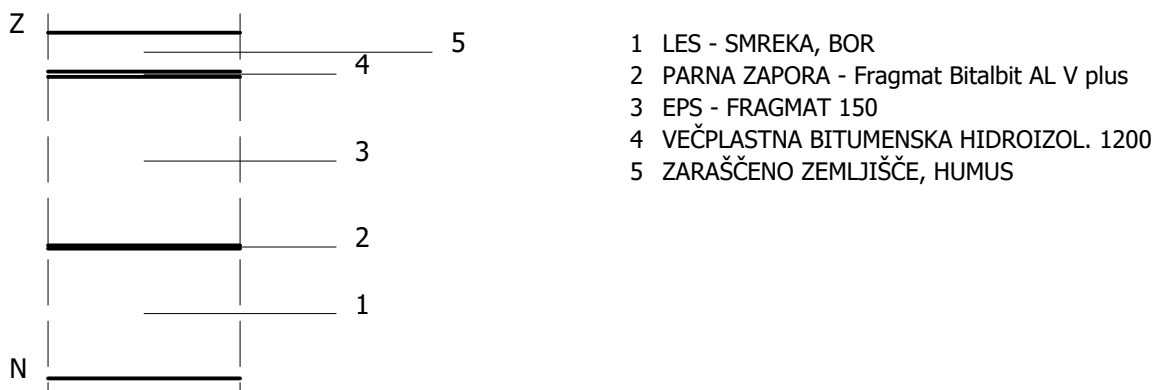 Z
5
4
3
2
1
N
1 LES - SMREKA, BOR
2 PARNA ZAPORA - Fragmat Bitalbit AL V plus
3 EPS - FRAGMAT 150
4 VEČPLASTNA BITUMENSKA HIDROIZOL. 1200
5 ZARAŠČENO ZEMLJIŠČE, HUMUS